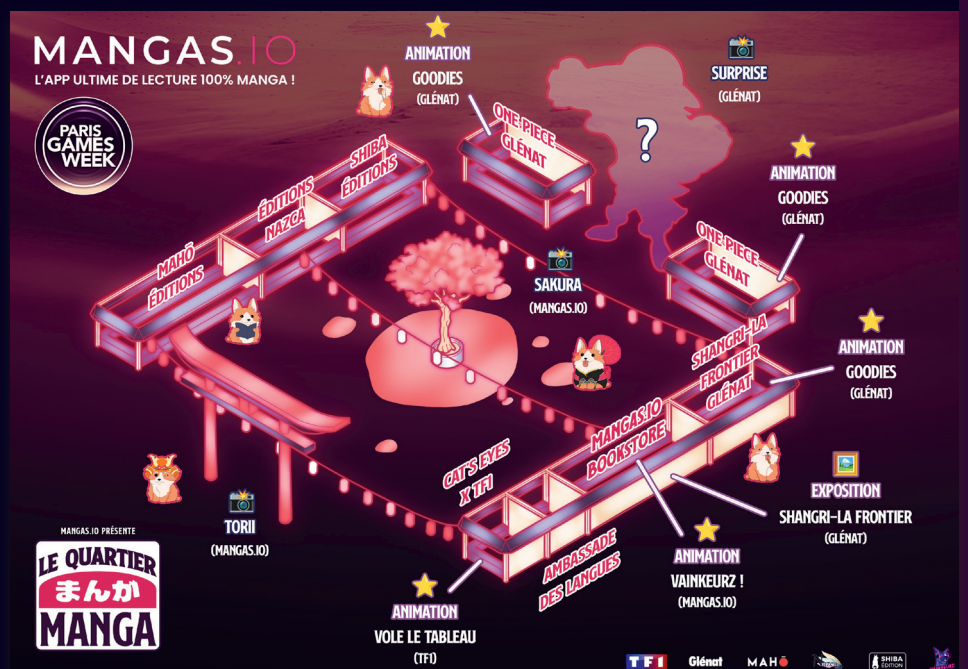 MANGAS.IO
L'APP ULTIME DE LECTURE 100% MANGA !
PARIS
GAMES
WEEK
ANIMATION
GOODIES
(GLÉNAT)
SURPRISE
(GLÉNAT)
?
ONE PIECE
GLÉNAT
SHIBA
ÉDITIONS
ÉDITIONS
NAZCA
MAHŌ
ÉDITIONS
ANIMATION
GOODIES
(GLÉNAT)
ONE PIECE
GLÉNAT
SAKURA
(MANGAS.IO)
SHANGRI-LA
FRONTIER
GLÉNAT
ANIMATION
GOODIES
(GLÉNAT)
MANGAS.IO
BOOKSTORE
CAT'S EYES
X TF1
EXPOSITION
SHANGRI-LA FRONTIER
(GLÉNAT)
TORII
(MANGAS.IO)
AMBASSADE
DES LANGUES
ANIMATION
VAINKEURZ !
(MANGAS.IO)
ANIMATION
VOLE LE TABLEAU
(TF1)
MANGAS.IO PRÉSENTE
LE QUARTIER
まんが
MANGA
TF1
Glénat
MAHŌ
SHIBA
ÉDITION